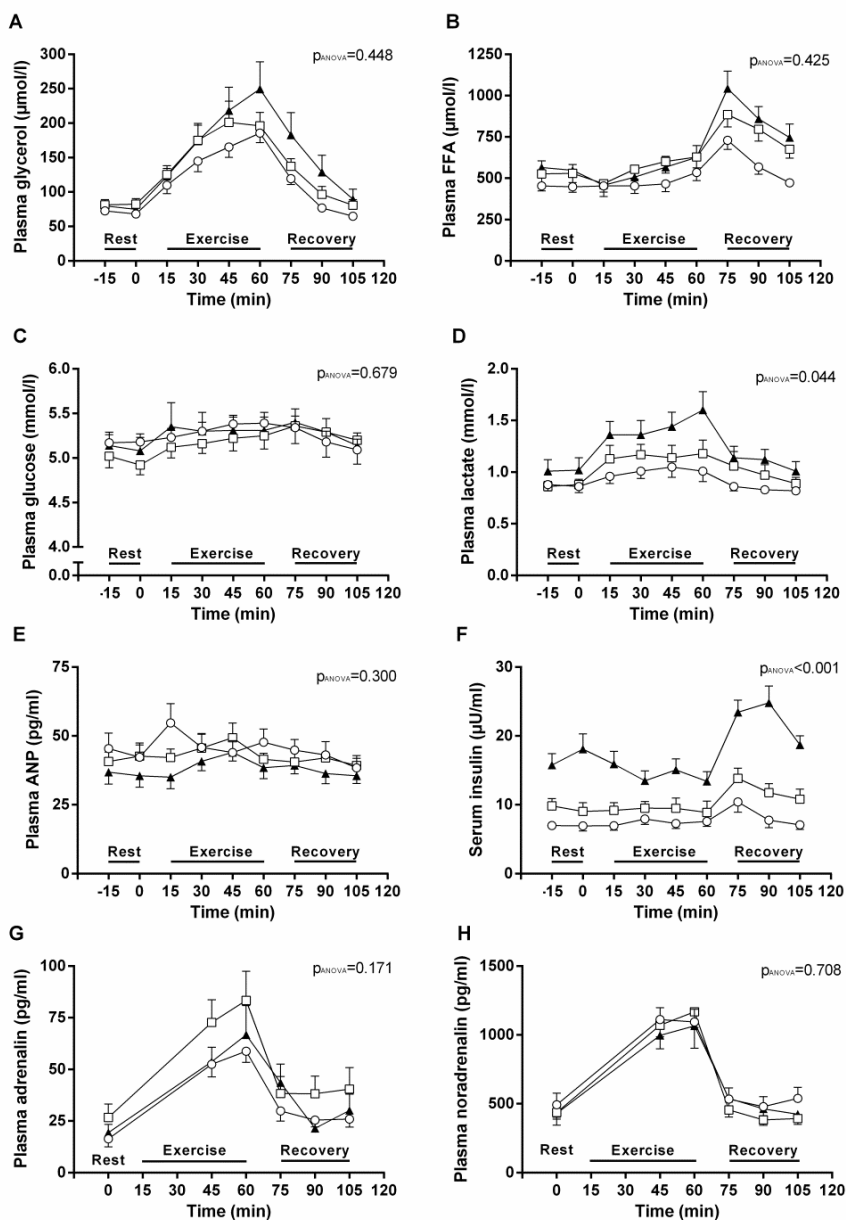 A
Plasma glycerol (µmol/l)
300
250
200
150
100
50
0
pANOVA=0.448
Rest
Exercise
Recovery
-15 0 15 30 45 60 75 90 105 120
Time (min)
B
Plasma FFA (µmol/l)
1250
1000
750
500
250
0
pANOVA=0.425
Rest
Exercise
Recovery
-15 0 15 30 45 60 75 90 105 120
Time (min)
C
Plasma glucose (mmol/l)
6.0
5.5
5.0
4.5
4.0
0.0
pANOVA=0.679
Rest
Exercise
Recovery
-15 0 15 30 45 60 75 90 105 120
Time (min)
D
Plasma lactate (mmol/l)
2.0
1.5
1.0
0.5
0.0
pANOVA=0.044
Rest
Exercise
Recovery
-15 0 15 30 45 60 75 90 105 120
Time (min)
E
Plasma ANP (pg/ml)
75
50
25
0
pANOVA=0.300
Rest
Exercise
Recovery
-15 0 15 30 45 60 75 90 105 120
Time (min)
F
Serum insulin (µU/ml)
30
20
10
0
pANOVA<0.001
Rest
Exercise
Recovery
-15 0 15 30 45 60 75 90 105 120
Time (min)
G
Plasma adrenalin (pg/ml)
100
75
50
25
0
pANOVA=0.171
Rest
Exercise
Recovery
0 15 45 60 75 90 105 120
Time (min)
H
Plasma noradrenalin (pg/ml)
1500
1000
500
0
pANOVA=0.708
Rest
Exercise
Recovery
0 15 45 60 75 90 105 120
Time (min)